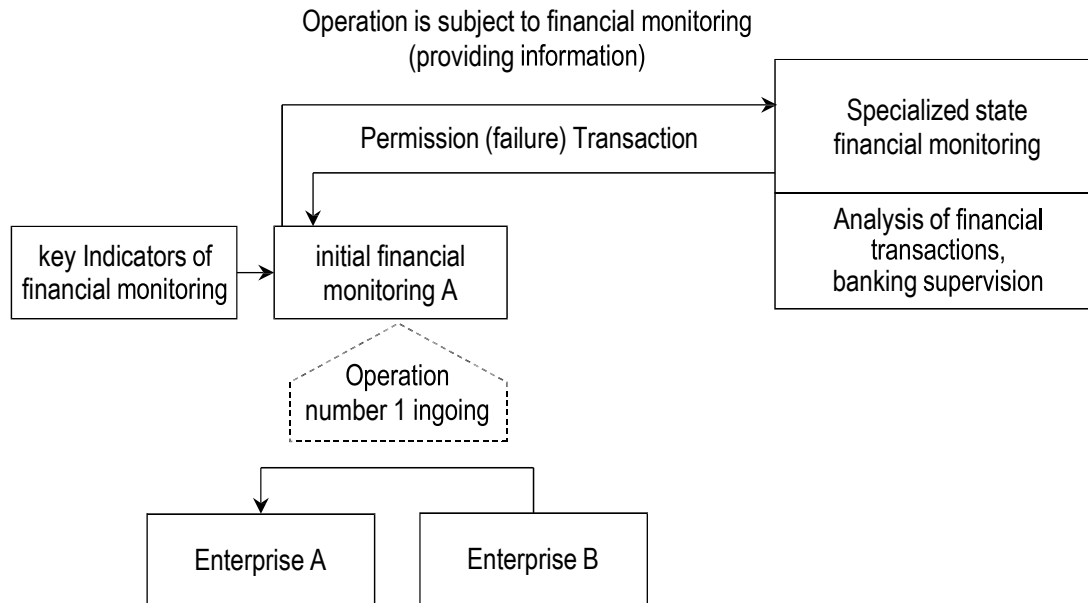 Operation is subject to financial monitoring
(providing information)
Specialized state
financial monitoring
Permission (failure) Transaction
Analysis of financial
transactions,
banking supervision
key Indicators of
financial monitoring
initial financial
monitoring A
Operation
number 1 ingoing
Enterprise A
Enterprise B